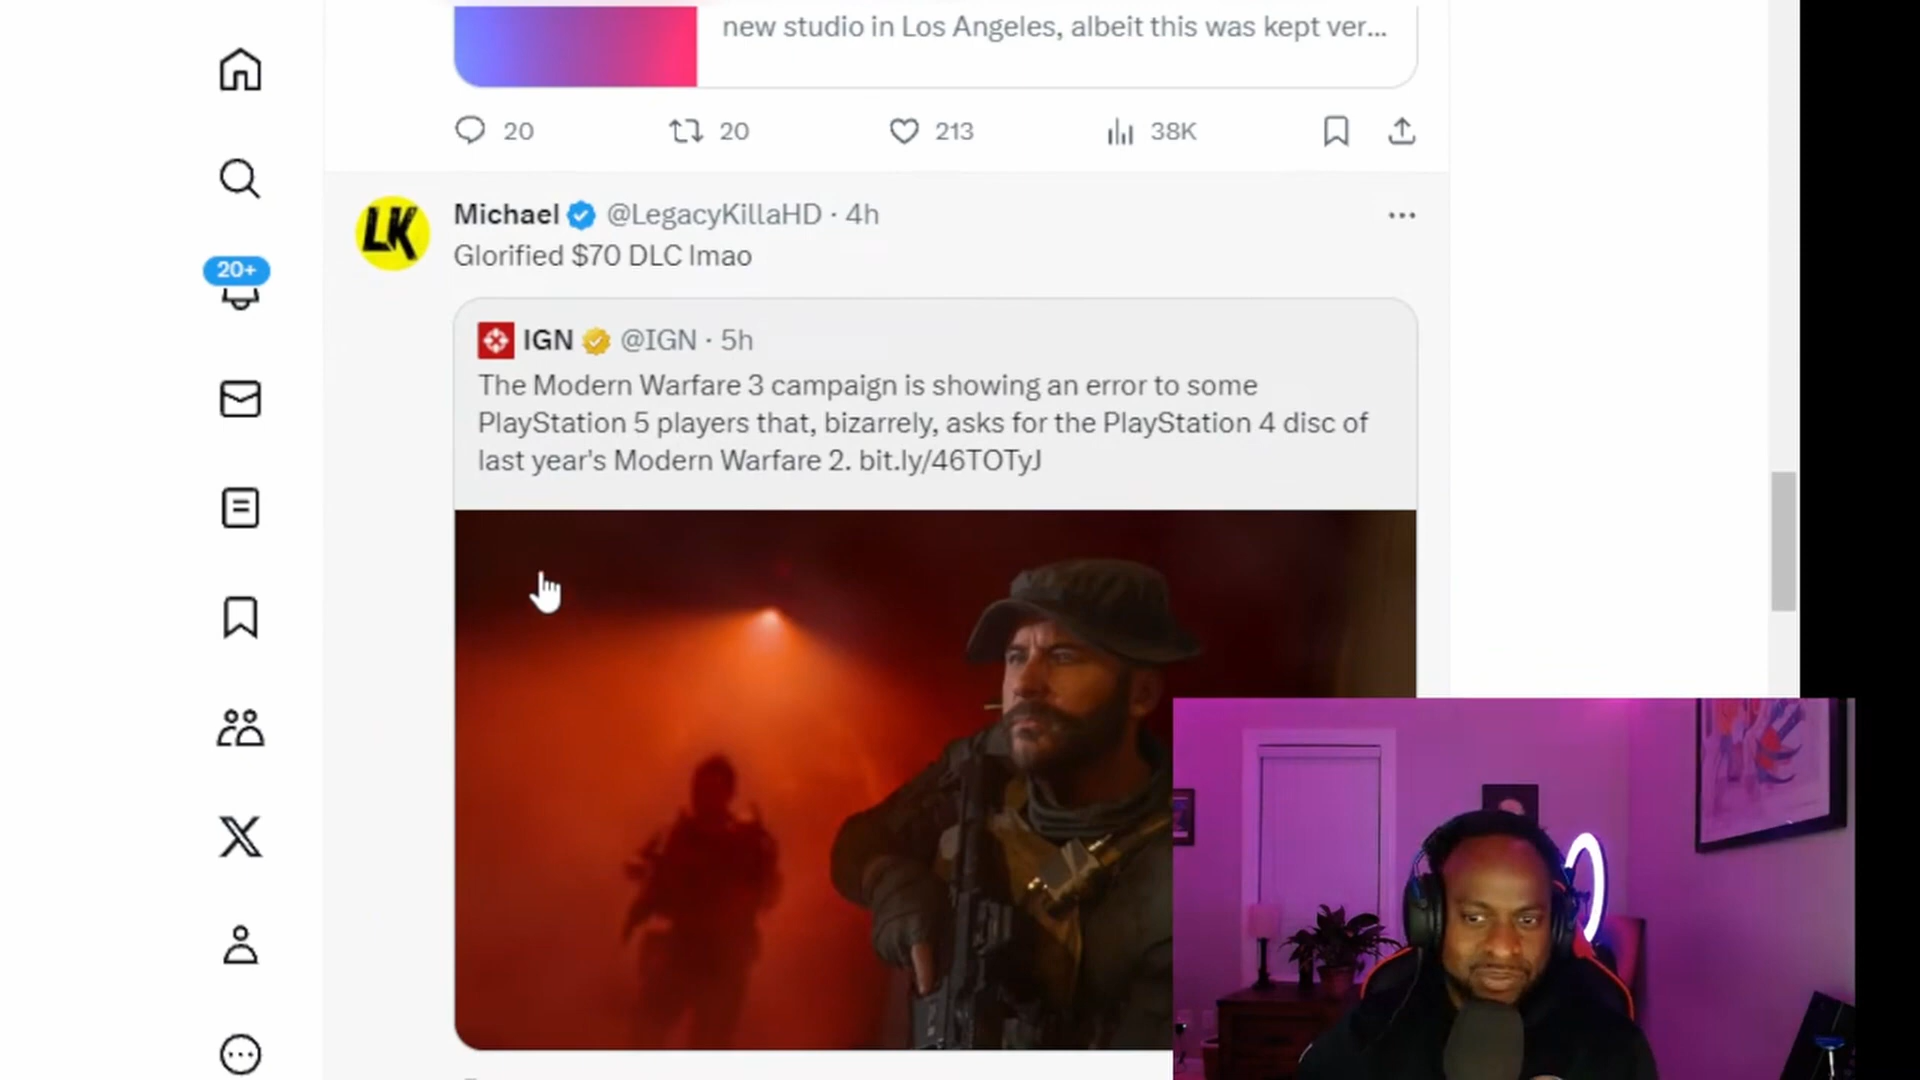 new studio in Los Angeles, albeit this was kept ver...
20 20 213 38K
Michael @LegacyKillaHD · 4h
LK
Glorified $70 DLC lmao
20+
IGN @IGN · 5h
The Modern Warfare 3 campaign is showing an error to some
PlayStation 5 players that, bizarrely, asks for the PlayStation 4 disc of
last year's Modern Warfare 2. bit.ly/46TOTyJ